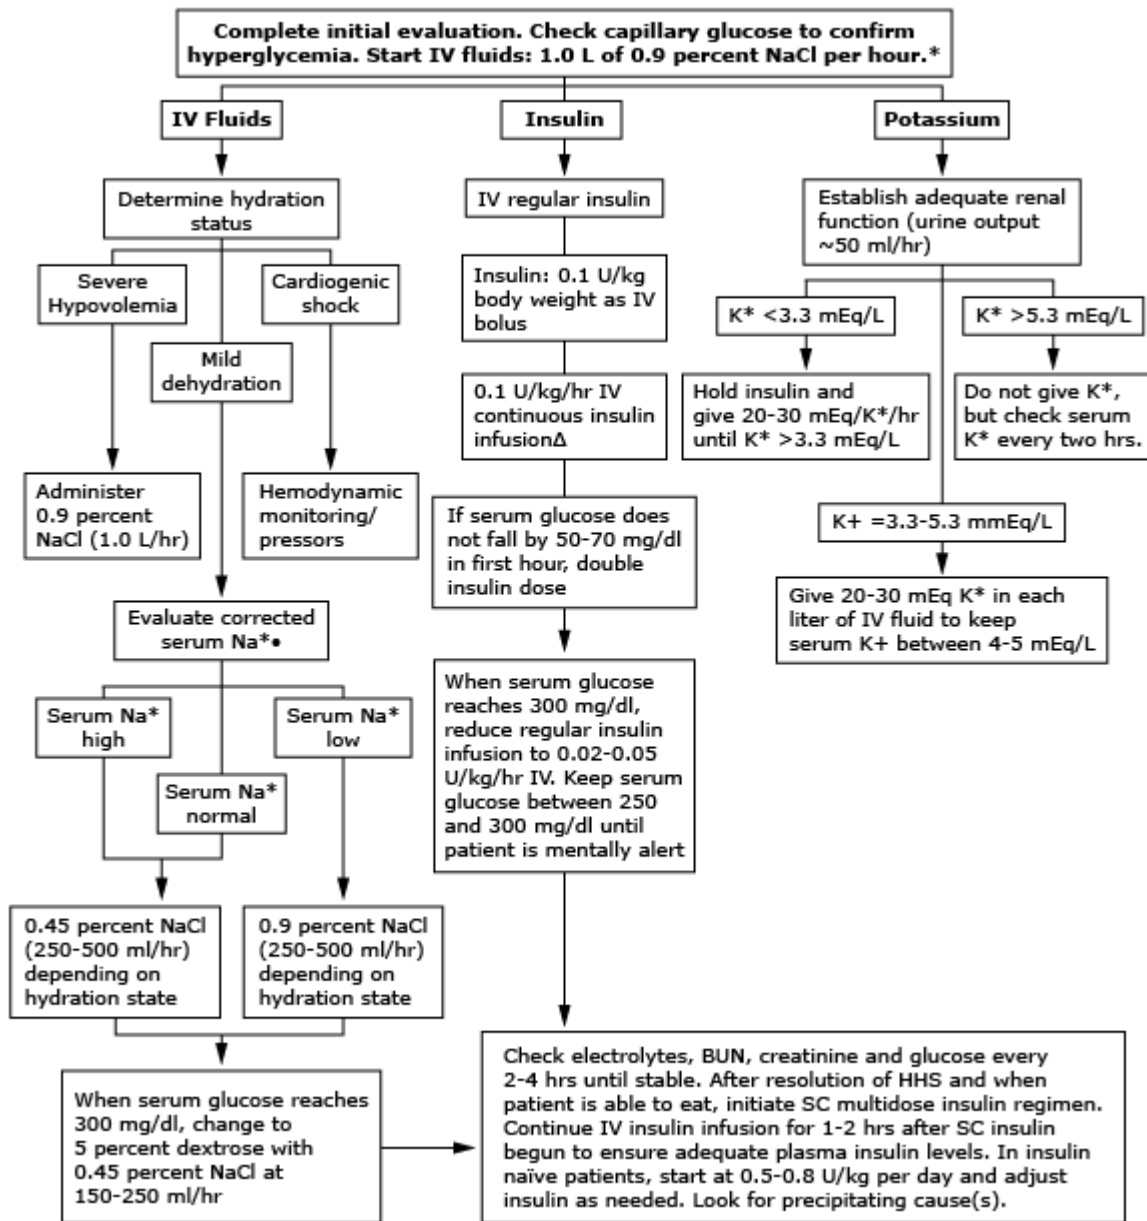 Complete initial evaluation. Check capillary glucose to confirm
hyperglycemia. Start IV fluids: 1.0 L of 0.9 percent NaCl per hour.*
IV Fluids
Insulin
Potassium
Determine hydration
status
Severe
Hypovolemia
Cardiogenic
shock
Mild
dehydration
Administer
0.9 percent
NaCl (1.0 L/hr)
Hemodynamic
monitoring/
pressors
Evaluate corrected
serum Na*•
Serum Na*
high
Serum Na*
low
Serum Na*
normal
0.45 percent NaCl
(250-500 ml/hr)
depending on
hydration state
0.9 percent NaCl
(250-500 ml/hr)
depending on
hydration state
When serum glucose reaches
300 mg/dl, change to
5 percent dextrose with
0.45 percent NaCl at
150-250 ml/hr
IV regular insulin
Insulin: 0.1 U/kg
body weight as IV
bolus
0.1 U/kg/hr IV
continuous insulin
infusionΔ
If serum glucose does
not fall by 50-70 mg/dl
in first hour, double
insulin dose
When serum glucose
reaches 300 mg/dl,
reduce regular insulin
infusion to 0.02-0.05
U/kg/hr IV. Keep serum
glucose between 250
and 300 mg/dl until
patient is mentally alert
Establish adequate renal
function (urine output
~50 ml/hr)
K* <3.3 mEq/L
K* >5.3 mEq/L
Hold insulin and
give 20-30 mEq/K*/hr
until K* >3.3 mEq/L
Do not give K*,
but check serum
K* every two hrs.
K+ =3.3-5.3 mmEq/L
Give 20-30 mEq K* in each
liter of IV fluid to keep
serum K+ between 4-5 mEq/L
Check electrolytes, BUN, creatinine and glucose every
2-4 hrs until stable. After resolution of HHS and when
patient is able to eat, initiate SC multidose insulin regimen.
Continue IV insulin infusion for 1-2 hrs after SC insulin
begun to ensure adequate plasma insulin levels. In insulin
naïve patients, start at 0.5-0.8 U/kg per day and adjust
insulin as needed. Look for precipitating cause(s).